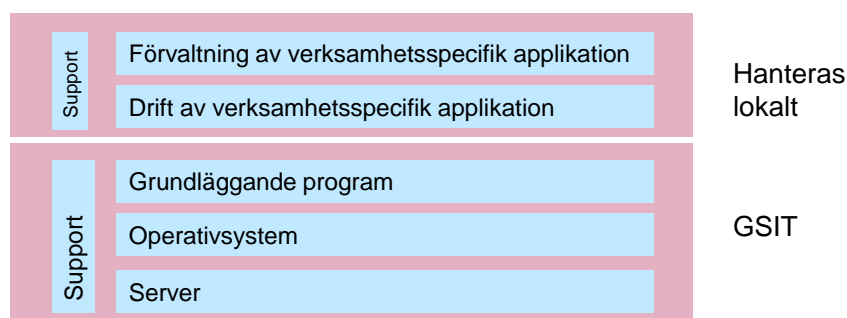 Support
Förvaltning av verksamhetsspecifik applikation
Drift av verksamhetsspecifik applikation
Hanteras
lokalt
Support
Grundläggande program
Operativsystem
Server
GSIT